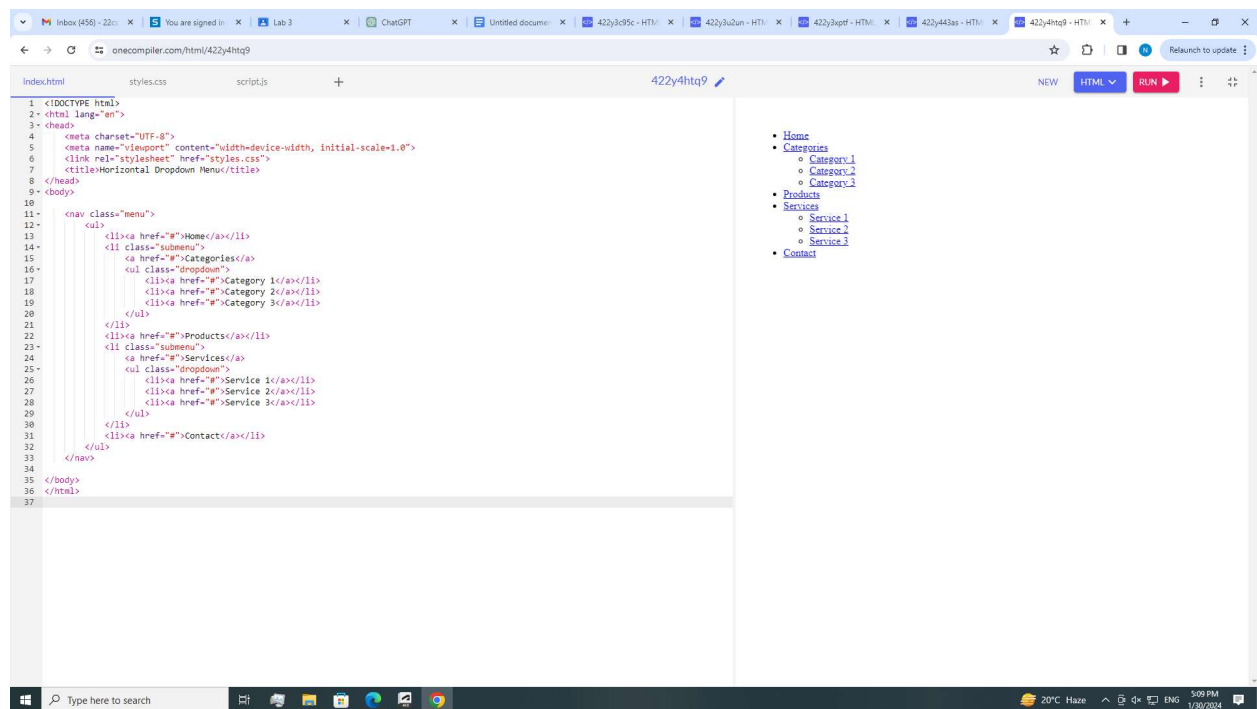 Inbox (456) - 22cs
You are signed in
Lab 3
ChatGPT
Untitled docume
422y3c95c - HTM
422y3u2un - HTM
422y3xptf - HTML
422y443as - HTM
422y4htq9 - HTM
onecompiler.com/html/422y4htq9
N
Relaunch to update
index.html
styles.css
script.js
422y4htq9
NEW
HTML
RUN
1 <!DOCTYPE html>
2 <html lang="en">
3 <head>
4 <meta charset="UTF-8">
5 <meta name="viewport" content="width=device-width, initial-scale=1.0">
6 <link rel="stylesheet" href="styles.css">
7 <title>Horizontal Dropdown Menu</title>
8 </head>
9 <body>
10
11 <nav class="menu">
12 <ul>
13 <li><a href="#">Home</a></li>
14 <li class="submenu">
15 <a href="#">Categories</a>
16 <ul class="dropdown">
17 <li><a href="#">Category 1</a></li>
18 <li><a href="#">Category 2</a></li>
19 <li><a href="#">Category 3</a></li>
20 </ul>
21 </li>
22 <li><a href="#">Products</a></li>
23 <li class="submenu">
24 <a href="#">Services</a>
25 <ul class="dropdown">
26 <li><a href="#">Service 1</a></li>
27 <li><a href="#">Service 2</a></li>
28 <li><a href="#">Service 3</a></li>
29 </ul>
30 </li>
31 <li><a href="#">Contact</a></li>
32 </ul>
33 </nav>
34
35 </body>
36 </html>
37
Home
Categories
Category 1
Category 2
Category 3
Products
Services
Service 1
Service 2
Service 3
Contact
Type here to search
20°C Haze
ENG
5:09 PM
1/30/2024